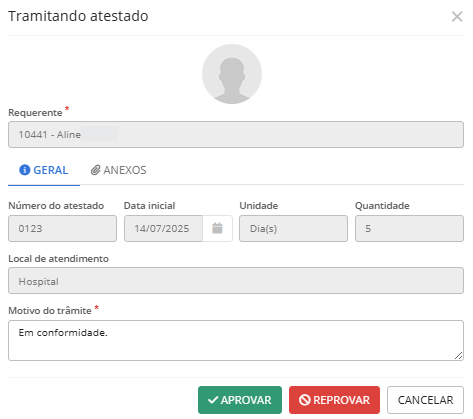 Tramitando atestado
Requerente *
10441 - Aline
GERAL ANEXOS
Número do atestado Data inicial Unidade Quantidade
0123 14/07/2025 Dia(s) 5
Local de atendimento
Hospital
Motivo do trâmite *
Em conformidade.
APROVAR REPROVAR CANCELAR